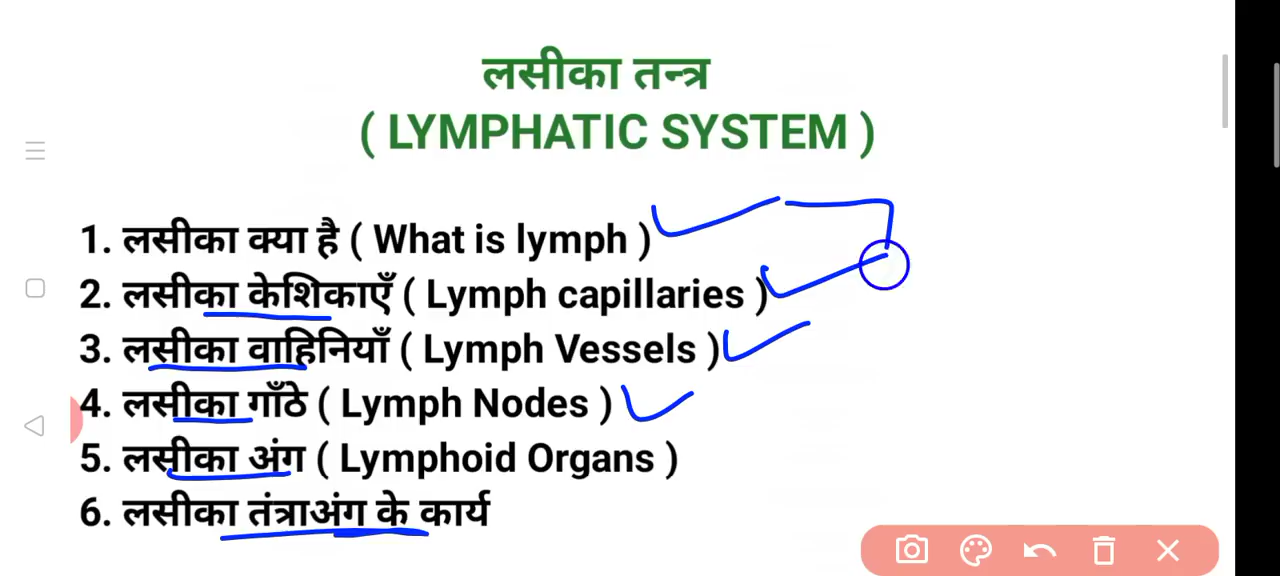 लसीका तन्त्र
( LYMPHATIC SYSTEM )
1. लसीका क्या है ( What is lymph )
2. लसीका केशिकाएँ ( Lymph capillaries )
3. लसीका वाहिनियाँ ( Lymph Vessels )
4. लसीका गाँठे ( Lymph Nodes )
5. लसीका अंग ( Lymphoid Organs )
6. लसीका तंत्राअंग के कार्य